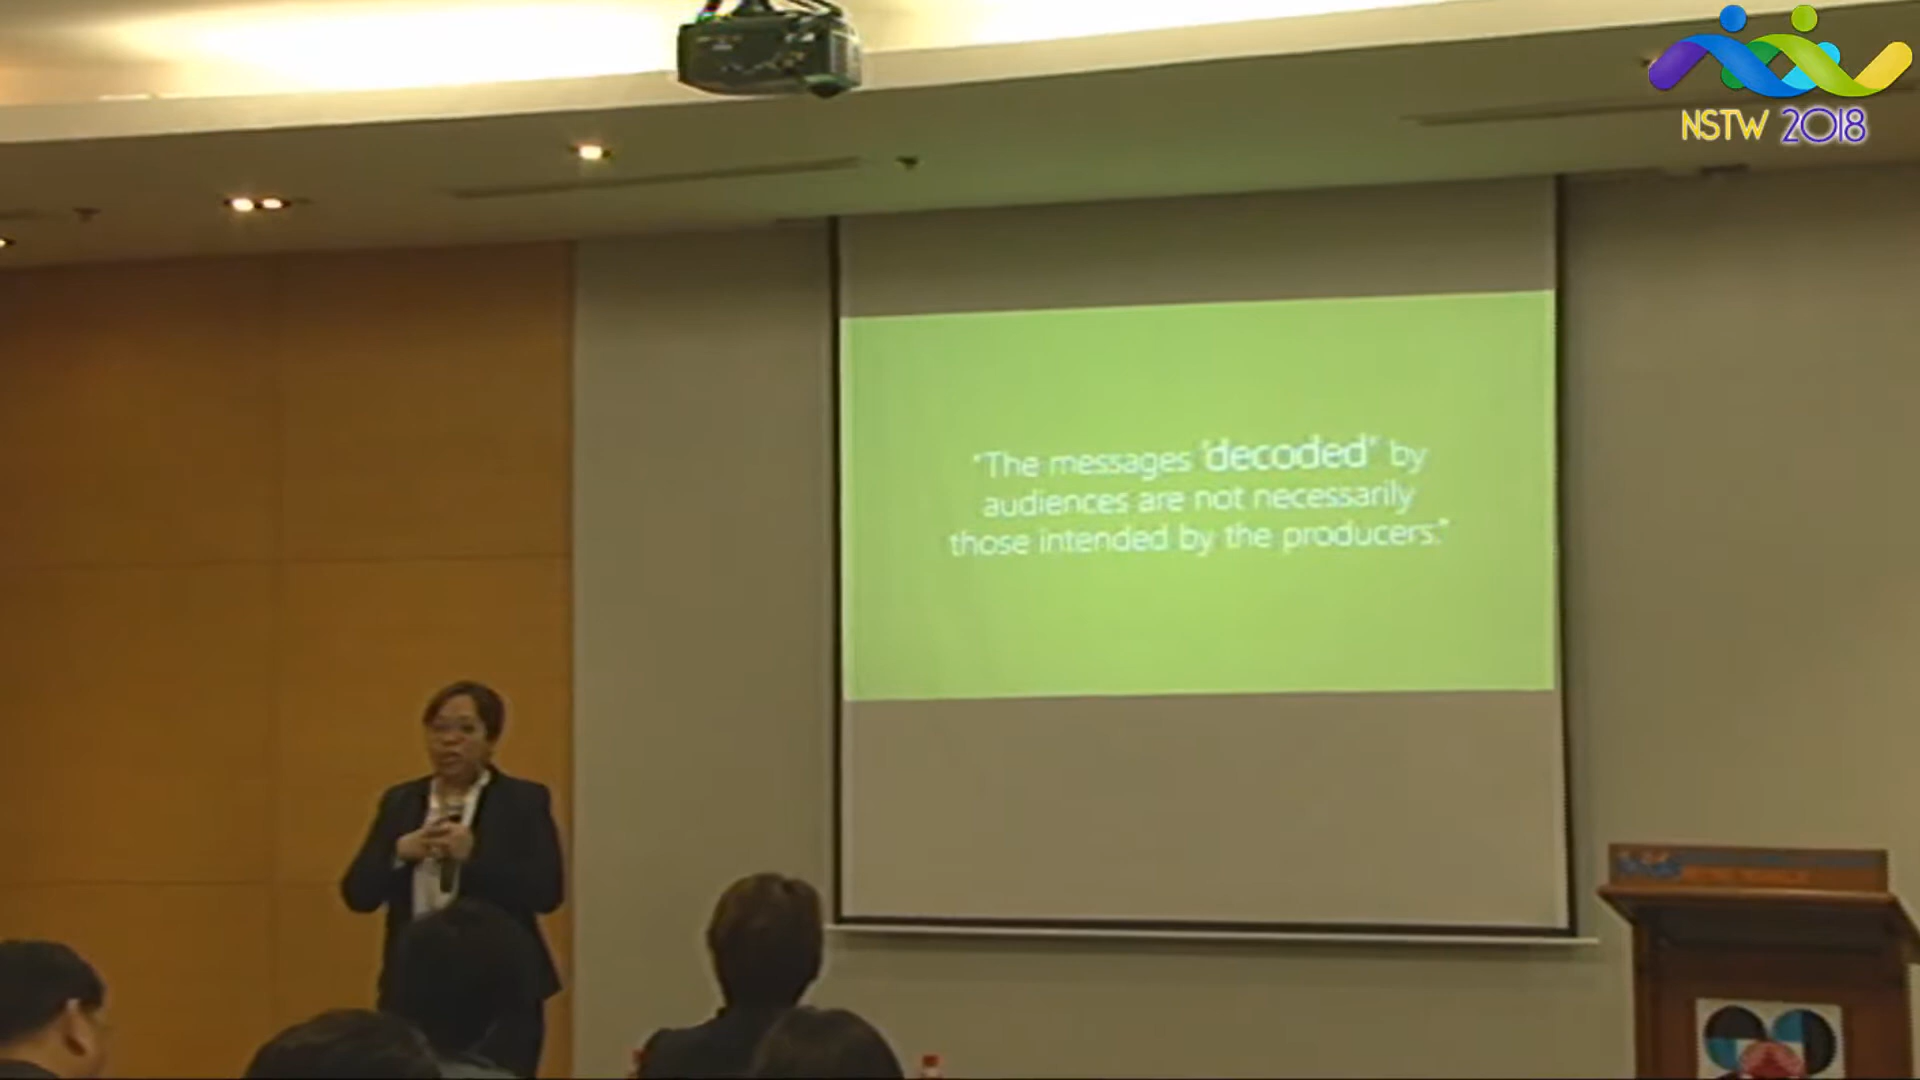 NSTW 2018
"The messages "decoded" by
audiences are not necessarily
those intended by the producers."